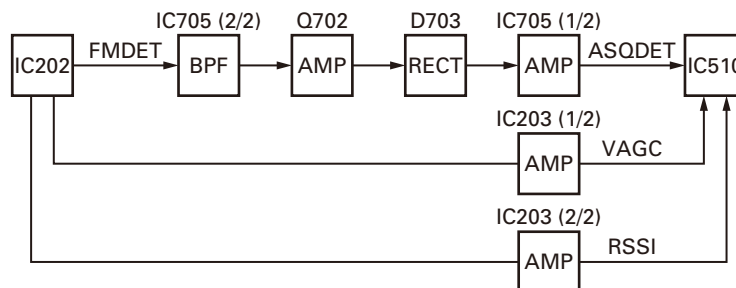 IC705 (2/2) Q702 D703 IC705 (1/2)
IC202 FMDET BPF AMP RECT AMP ASQDET IC510
IC203 (1/2)
AMP VAGC
IC203 (2/2)
AMP RSSI